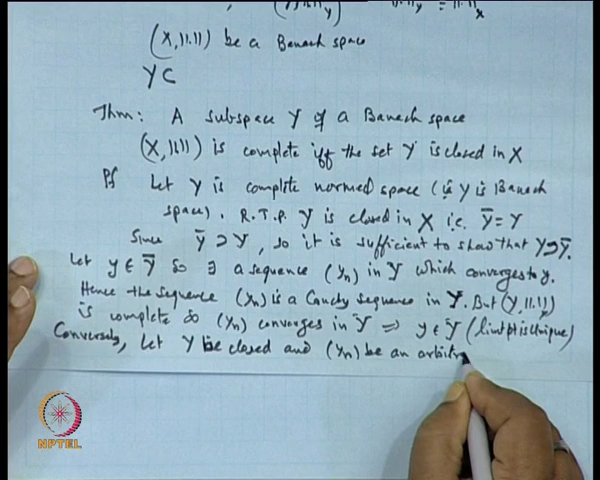 (X, ||.||) be a Banach space
Y ⊂
Thm: A subspace Y of a Banach space
(X, ||.||) is complete iff the set Y is closed in X
Pf Let Y is complete normed space (ie Y is Banach
space). R.T.P. Y is closed in X i.e. Ȳ = Y
Since Ȳ ⊃ Y, so it is sufficient to show that Y ⊃ Ȳ.
Let y ∈ Ȳ so ∃ a sequence (yn) in Y which converges to y.
Hence the sequence (yn) is a Cauchy sequence in Y. But (Y, ||.||)
is complete so (yn) converges in Y ⟹ y ∈ Y (limit pt is unique)
Conversely, let Y be closed and (yn) be an arbitra
NPTEL